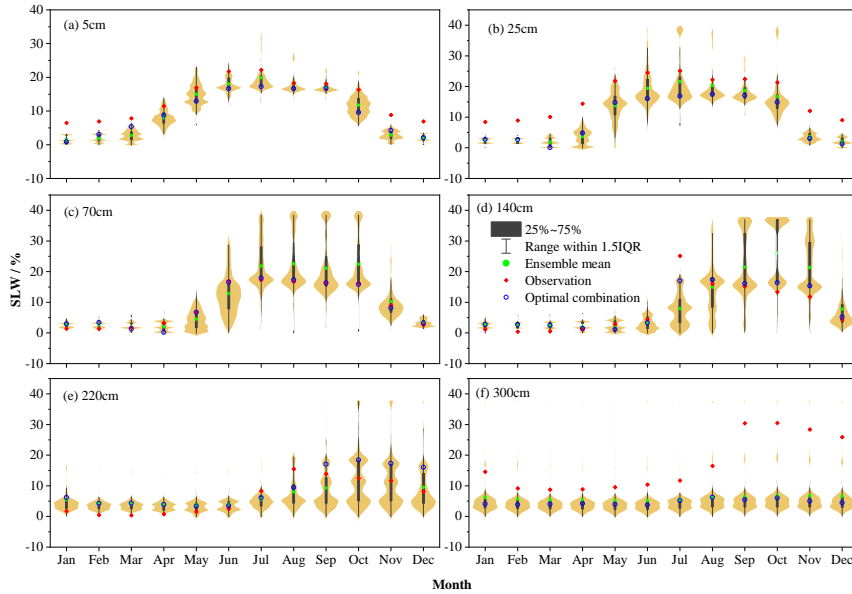 (a) 5cm
40
30
20
10
0
-10
(b) 25cm
40
30
20
10
0
-10
(c) 70cm
40
30
20
10
0
-10
(d) 140cm
25%~75%
Range within 1.5IQR
Ensemble mean
Observation
Optimal combination
40
30
20
10
0
-10
SLW / %
(e) 220cm
40
30
20
10
0
-10
Jan Feb Mar Apr May Jun Jul Aug Sep Oct Nov Dec
(f) 300cm
40
30
20
10
0
-10
Jan Feb Mar Apr May Jun Jul Aug Sep Oct Nov Dec
Month